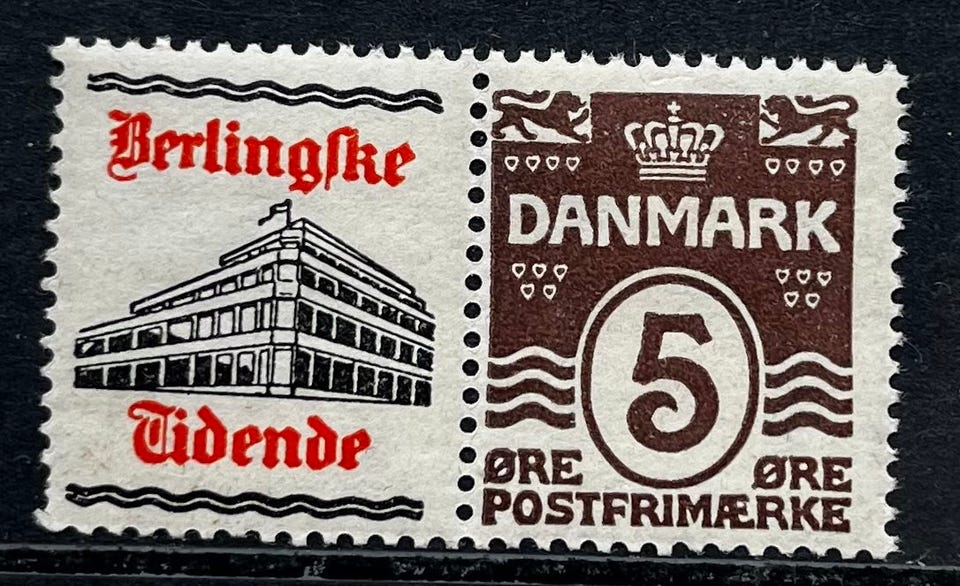 Berlingſke
Tidende
DANMARK
5
ØRE ØRE
POSTFRIMÆRKE